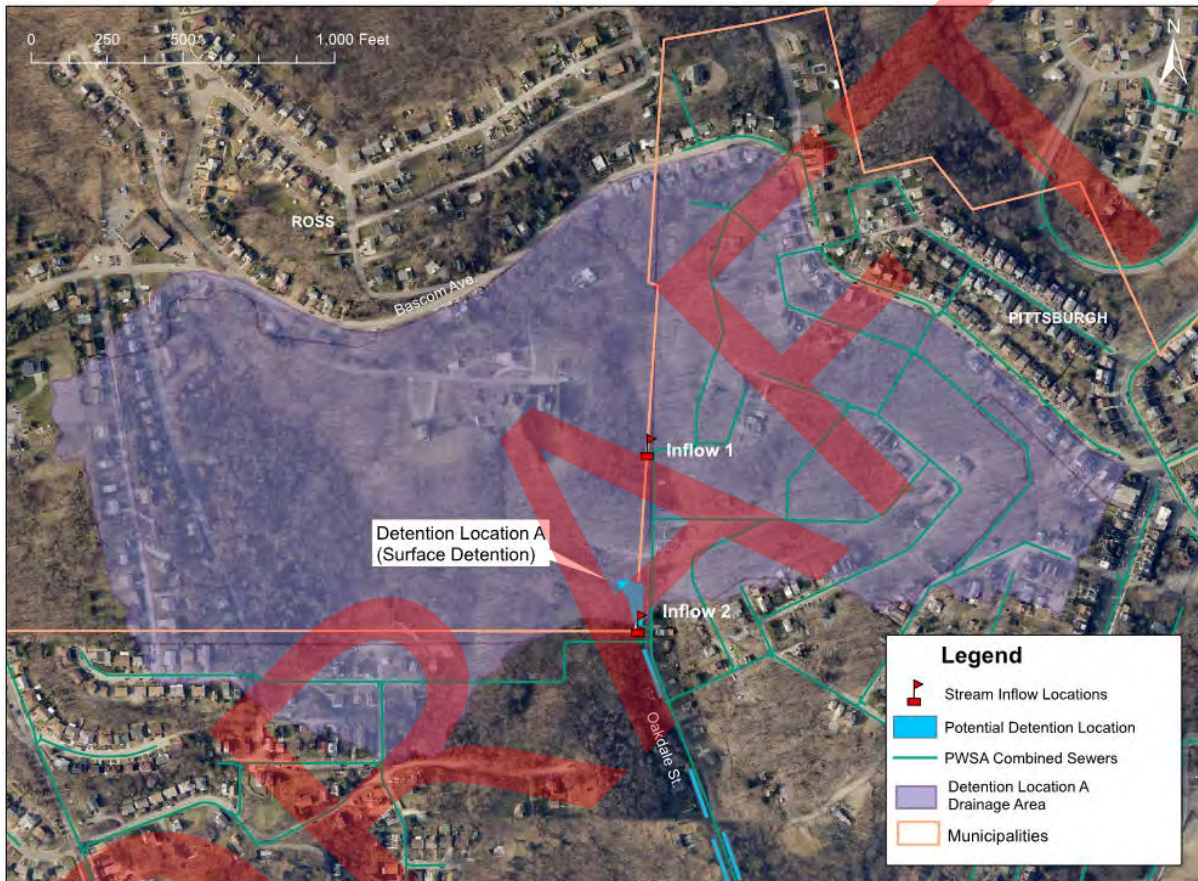 0 250 500 1,000 Feet
N
ROSS
Bascom Ave.
PITTSBURGH
Inflow 1
Detention Location A
(Surface Detention)
Inflow 2
Oakdale St.
Legend
Stream Inflow Locations
Potential Detention Location
PWSA Combined Sewers
Detention Location A
Drainage Area
Municipalities
DRAFT